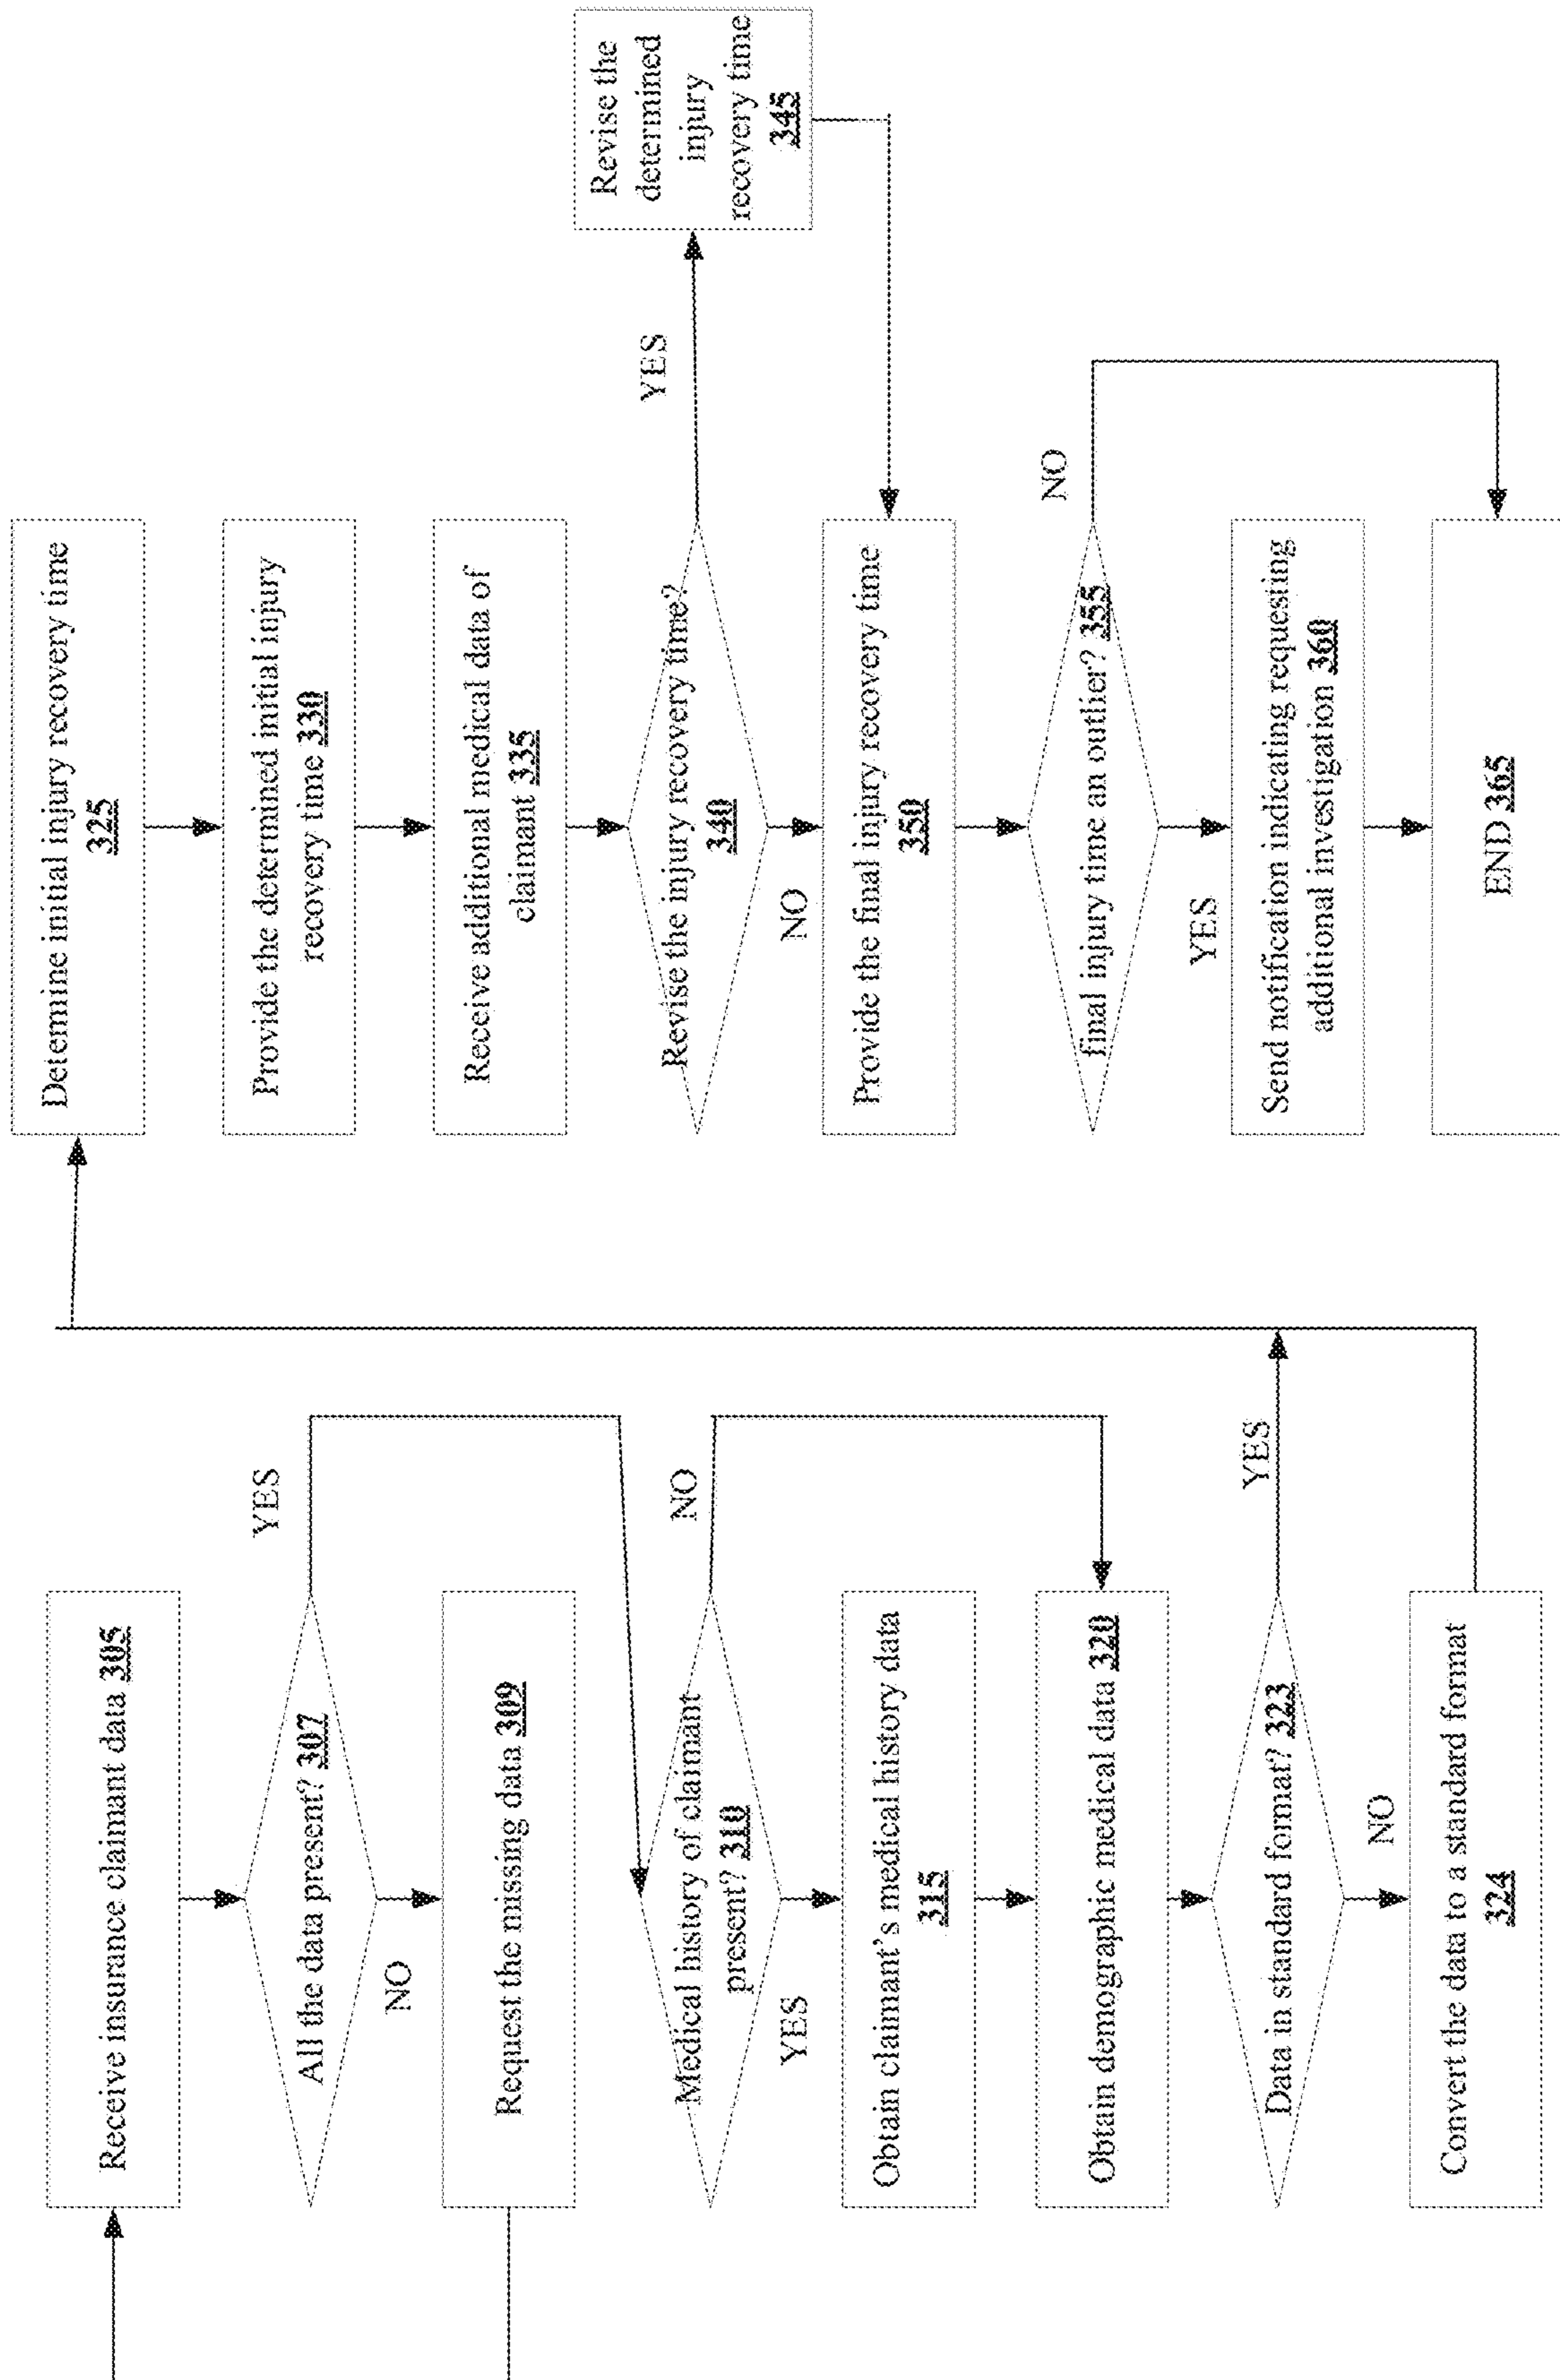 Receive insurance claimant data 305
All the data present? 307
YES
NO
Request the missing data 309
Medical history of claimant
present? 310
NO
YES
Obtain claimant's medical history data
315
Obtain demographic medical data 320
Data in standard format? 323
YES
NO
Convert the data to a standard format
324
Determine initial injury recovery time
325
Provide the determined initial injury
recovery time 330
Receive additional medical data of
claimant 335
Revise the injury recovery time?
340
YES
NO
Revise the
determined
injury
recovery time
345
Provide the final injury recovery time
350
final injury time an outlier? 355
NO
YES
Send notification indicating requesting
additional investigation 360
END 365